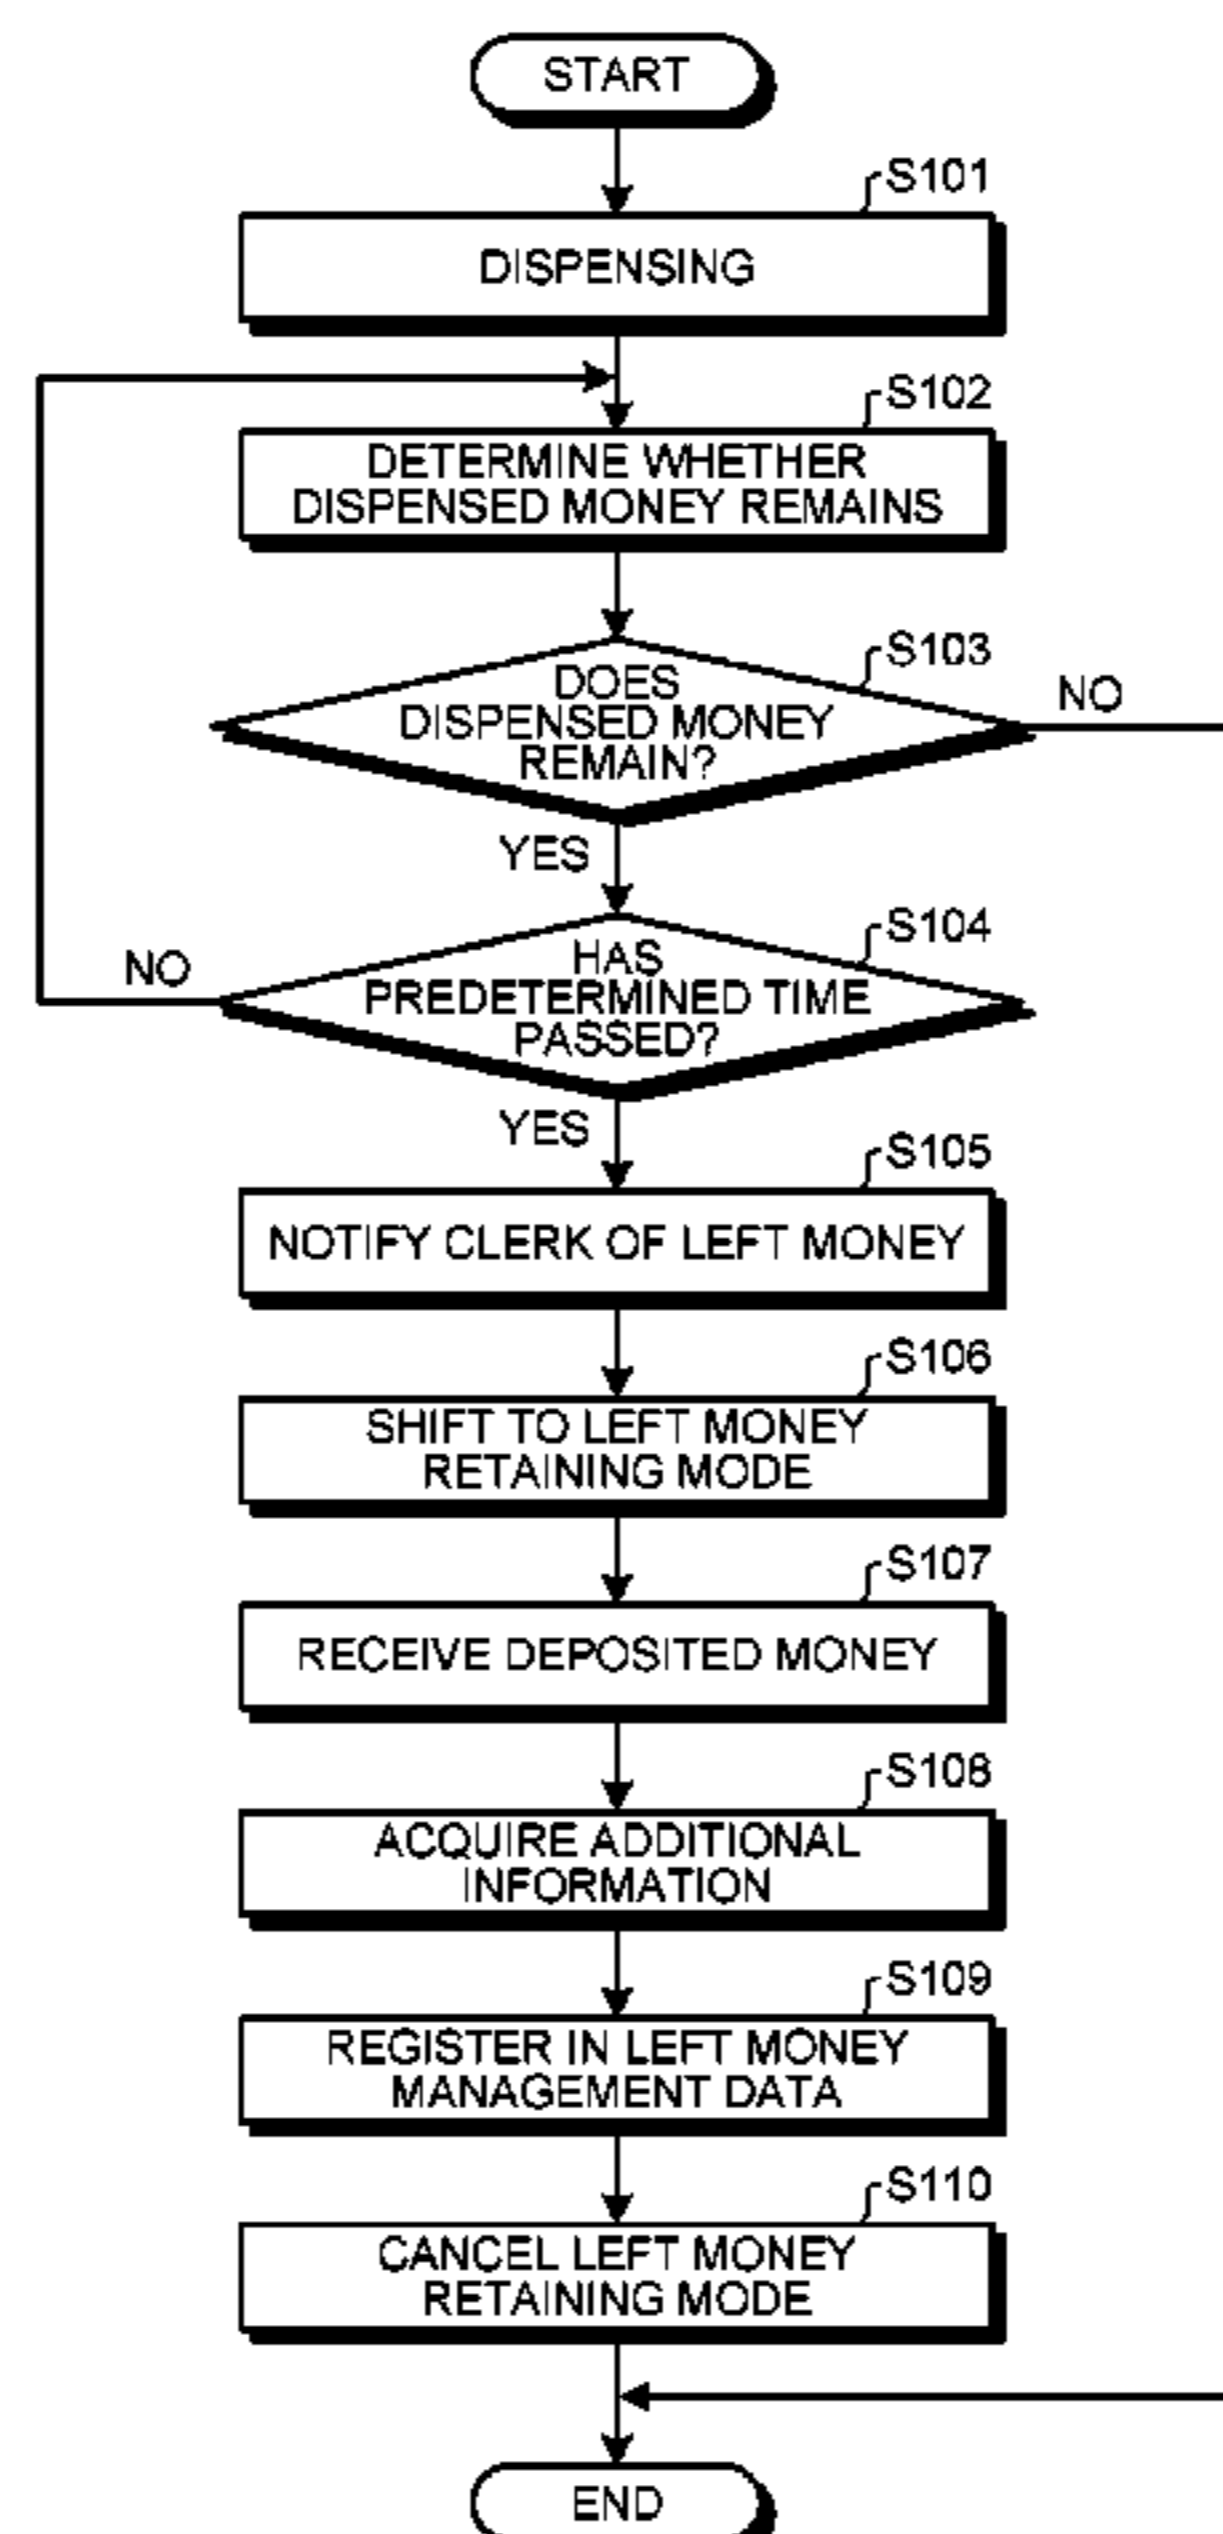 START
S101
DISPENSING
S102
DETERMINE WHETHER
DISPENSED MONEY REMAINS
S103
DOES
DISPENSED MONEY
REMAIN?
NO
YES
S104
HAS
PREDETERMINED TIME
PASSED?
NO
YES
S105
NOTIFY CLERK OF LEFT MONEY
S106
SHIFT TO LEFT MONEY
RETAINING MODE
S107
RECEIVE DEPOSITED MONEY
S108
ACQUIRE ADDITIONAL
INFORMATION
S109
REGISTER IN LEFT MONEY
MANAGEMENT DATA
S110
CANCEL LEFT MONEY
RETAINING MODE
END